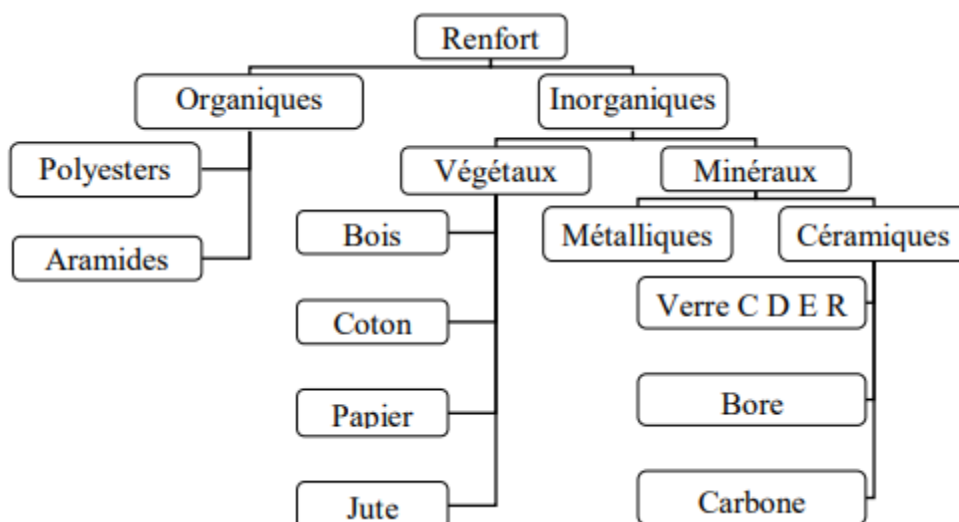 Renfort
Organiques
Inorganiques
Polyesters
Aramides
Végétaux
Minéraux
Bois
Coton
Papier
Jute
Métalliques
Céramiques
Verre C D E R
Bore
Carbone